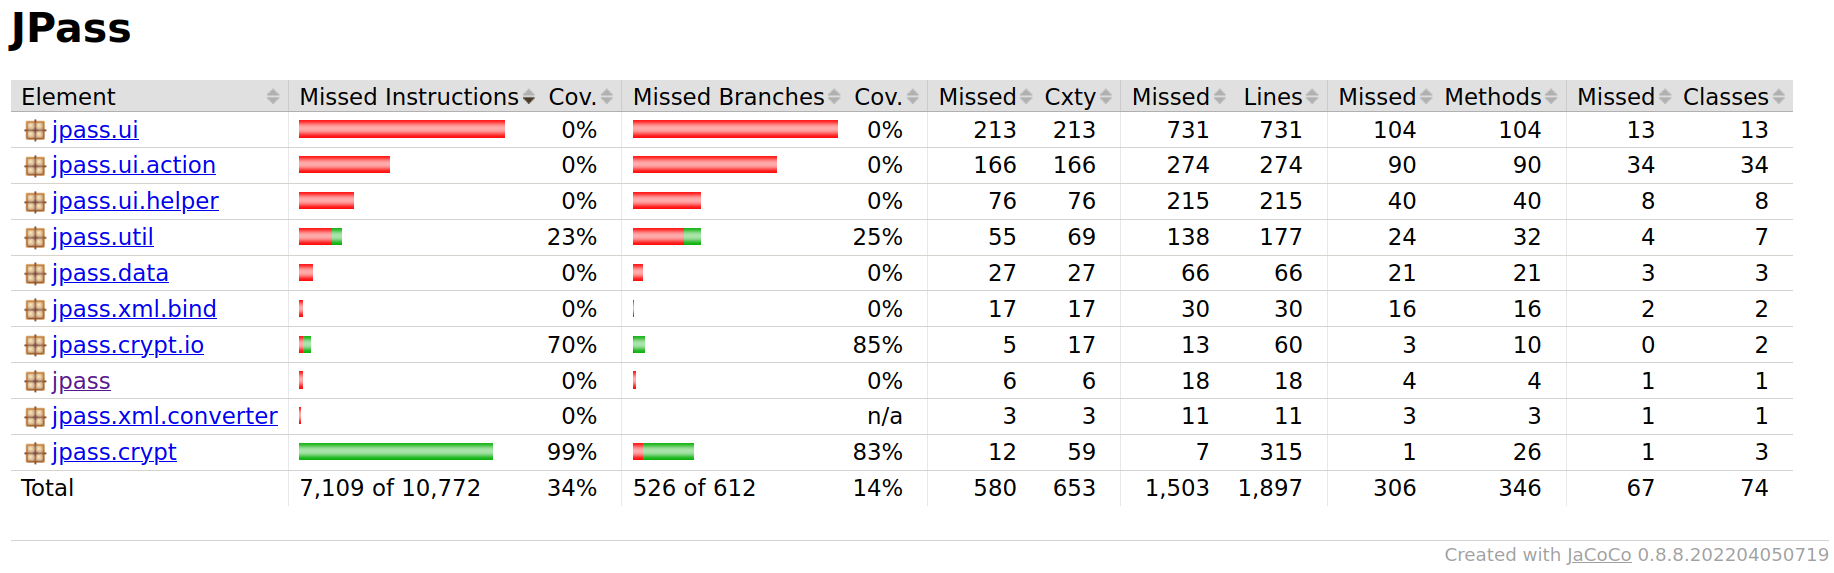 JPass
Element Missed Instructions Cov. Missed Branches Cov. Missed Cxty Missed Lines Missed Methods Missed Classes
jpass.ui 0% 0% 213 213 731 731 104 104 13 13
jpass.ui.action 0% 0% 166 166 274 274 90 90 34 34
jpass.ui.helper 0% 0% 76 76 215 215 40 40 8 8
jpass.util 23% 25% 55 69 138 177 24 32 4 7
jpass.data 0% 0% 27 27 66 66 21 21 3 3
jpass.xml.bind 0% 0% 17 17 30 30 16 16 2 2
jpass.crypt.io 70% 85% 5 17 13 60 3 10 0 2
jpass 0% 0% 6 6 18 18 4 4 1 1
jpass.xml.converter 0% n/a 3 3 11 11 3 3 1 1
jpass.crypt 99% 83% 12 59 7 315 1 26 1 3
Total 7,109 of 10,772 34% 526 of 612 14% 580 653 1,503 1,897 306 346 67 74
Created with JaCoCo 0.8.8.202204050719